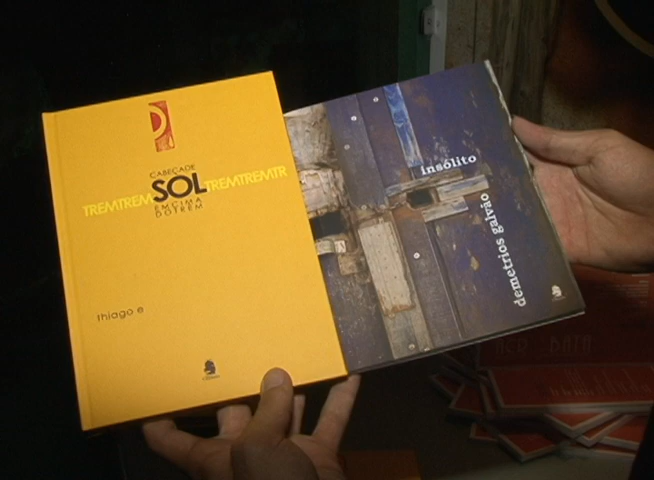 CABEÇADE
TREMTREMSOLTREMTREMTR
EMCIMA
DOTREM
thiago e
insólito
demetrios galvão